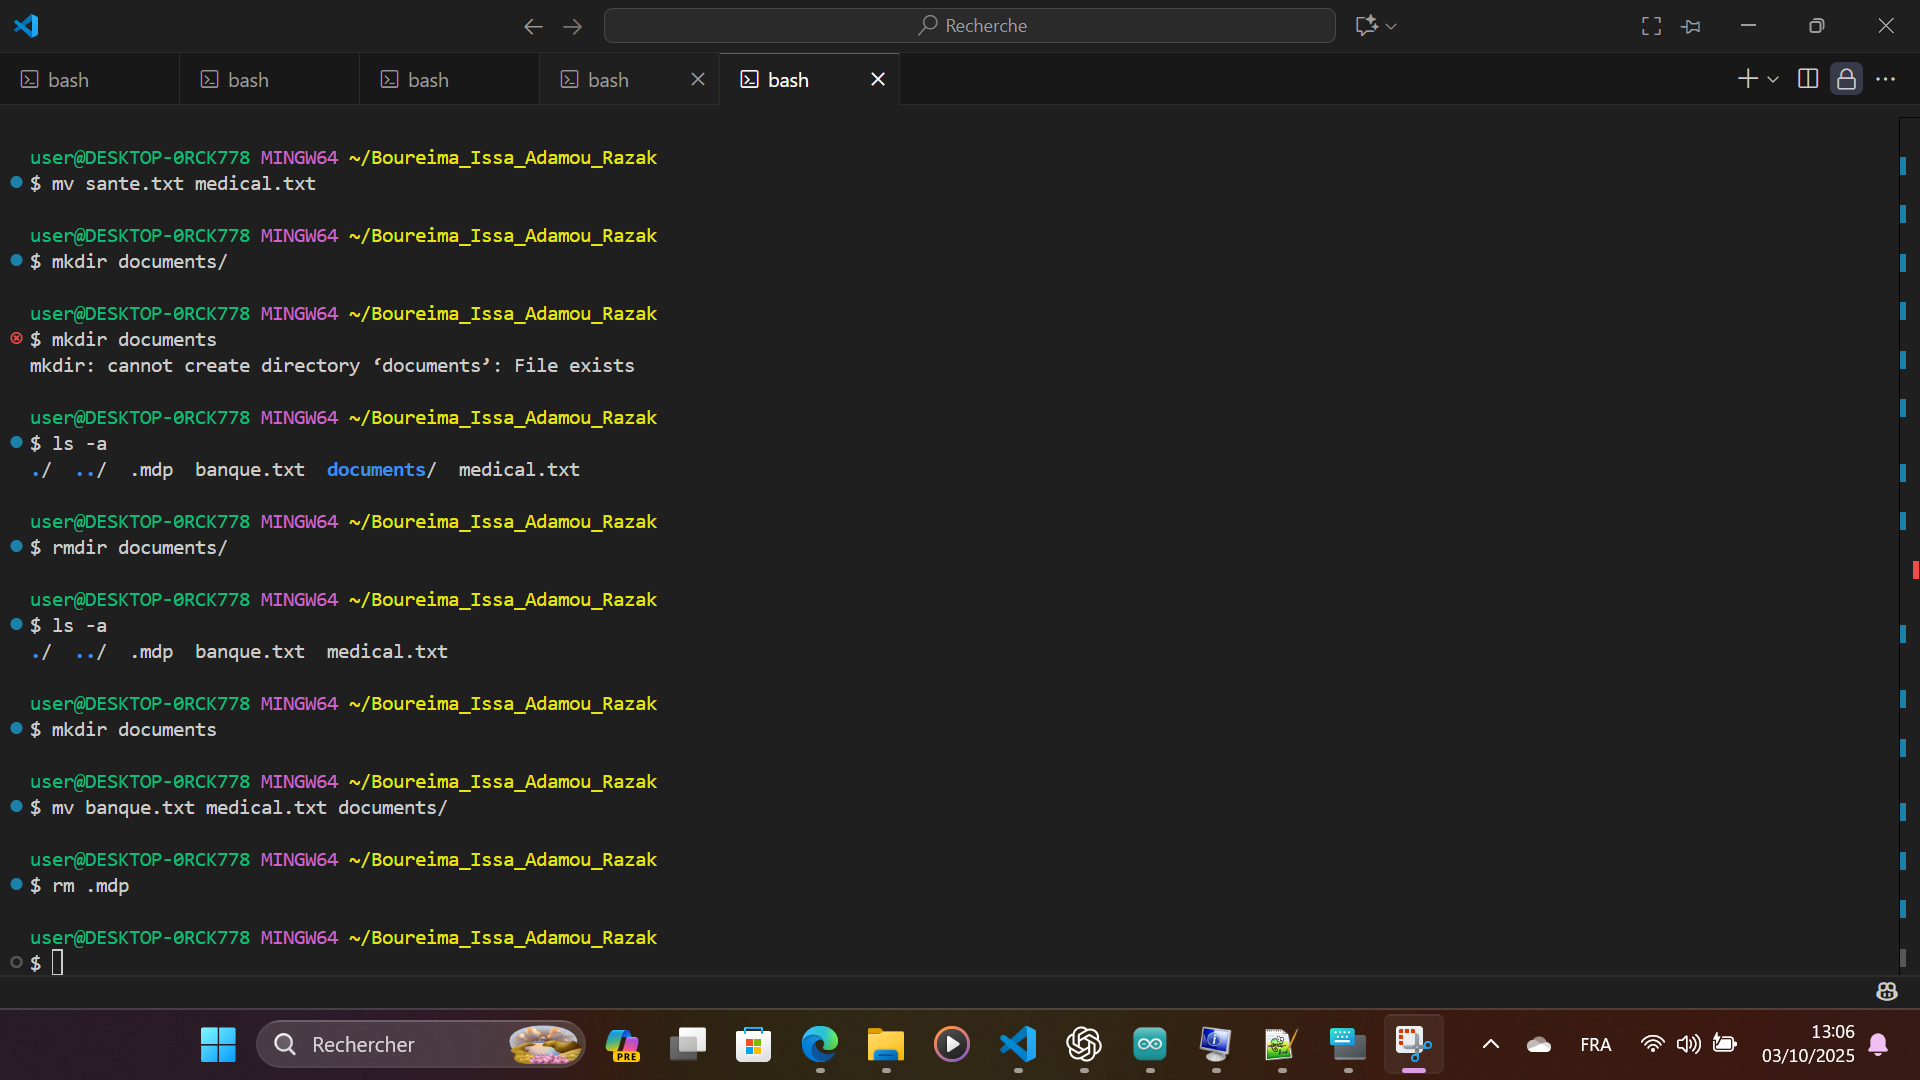 Recherche
bash bash bash bash bash
user@DESKTOP-0RCK778 MINGW64 ~/Boureima_Issa_Adamou_Razak
$ mv sante.txt medical.txt
user@DESKTOP-0RCK778 MINGW64 ~/Boureima_Issa_Adamou_Razak
$ mkdir documents/
user@DESKTOP-0RCK778 MINGW64 ~/Boureima_Issa_Adamou_Razak
$ mkdir documents
mkdir: cannot create directory ‘documents’: File exists
user@DESKTOP-0RCK778 MINGW64 ~/Boureima_Issa_Adamou_Razak
$ ls -a
./ ../ .mdp banque.txt documents/ medical.txt
user@DESKTOP-0RCK778 MINGW64 ~/Boureima_Issa_Adamou_Razak
$ rmdir documents/
user@DESKTOP-0RCK778 MINGW64 ~/Boureima_Issa_Adamou_Razak
$ ls -a
./ ../ .mdp banque.txt medical.txt
user@DESKTOP-0RCK778 MINGW64 ~/Boureima_Issa_Adamou_Razak
$ mkdir documents
user@DESKTOP-0RCK778 MINGW64 ~/Boureima_Issa_Adamou_Razak
$ mv banque.txt medical.txt documents/
user@DESKTOP-0RCK778 MINGW64 ~/Boureima_Issa_Adamou_Razak
$ rm .mdp
user@DESKTOP-0RCK778 MINGW64 ~/Boureima_Issa_Adamou_Razak
$
Rechercher PRE FRA 13:06
03/10/2025